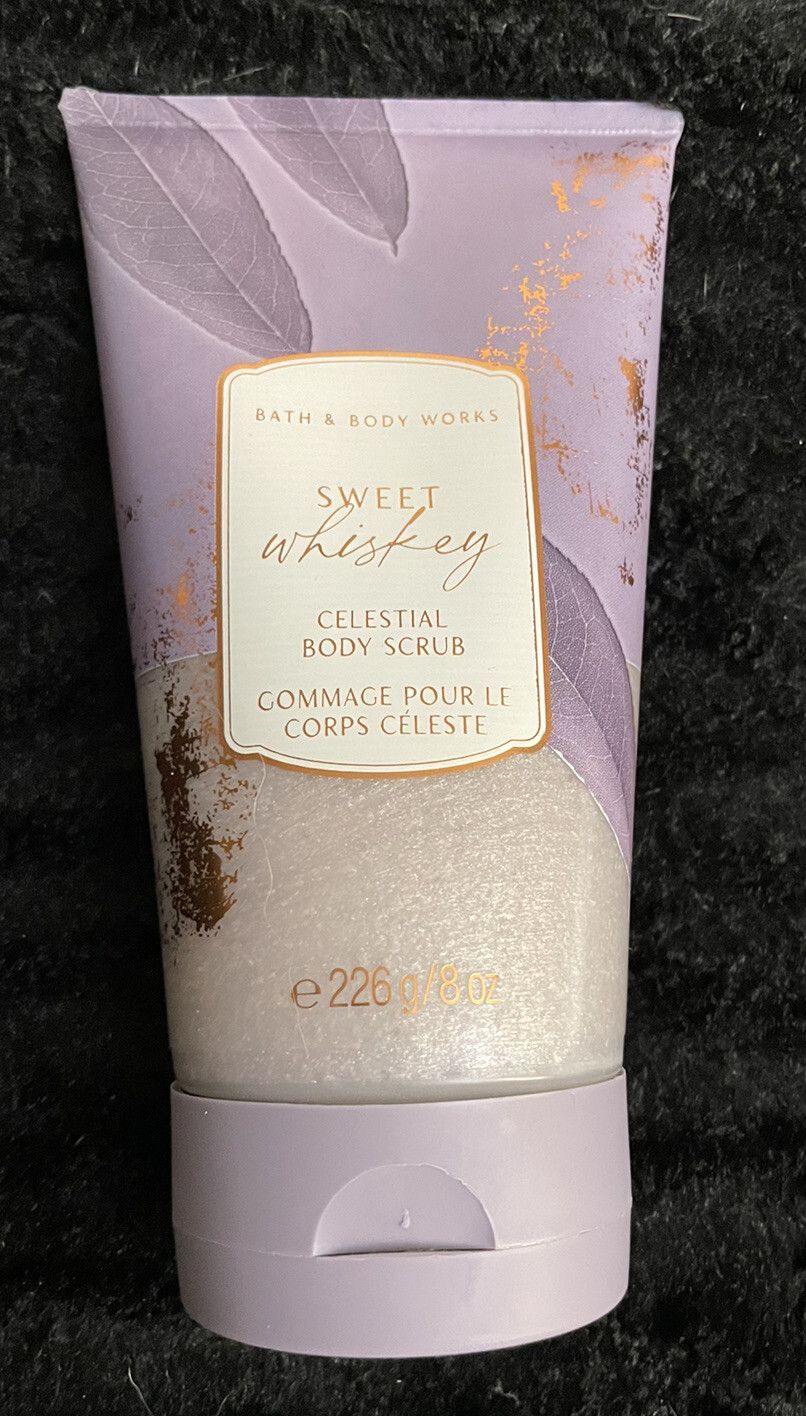 BATH & BODY WORKS
SWEET
whiskey
CELESTIAL
BODY SCRUB
GOMMAGE POUR LE
CORPS CÉLESTE
℮ 226 g/8 oz